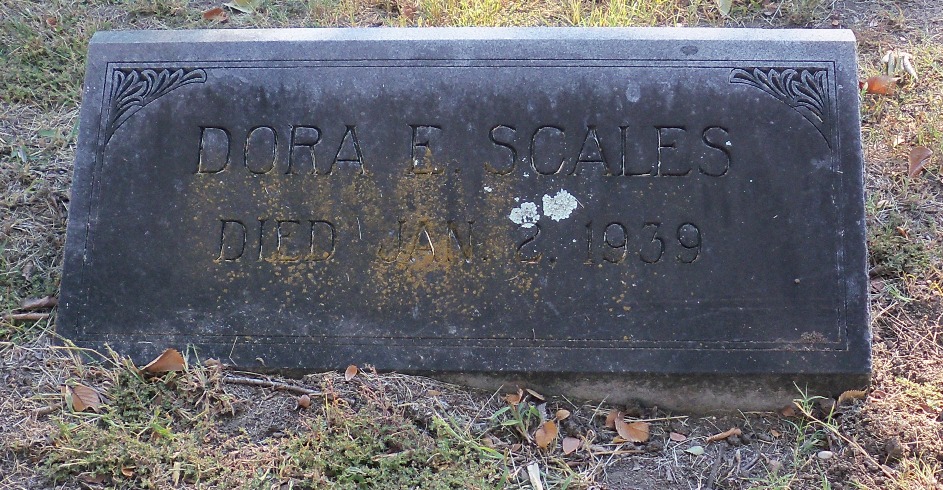 DORA E. SCALES
DIED JAN. 2. 1939